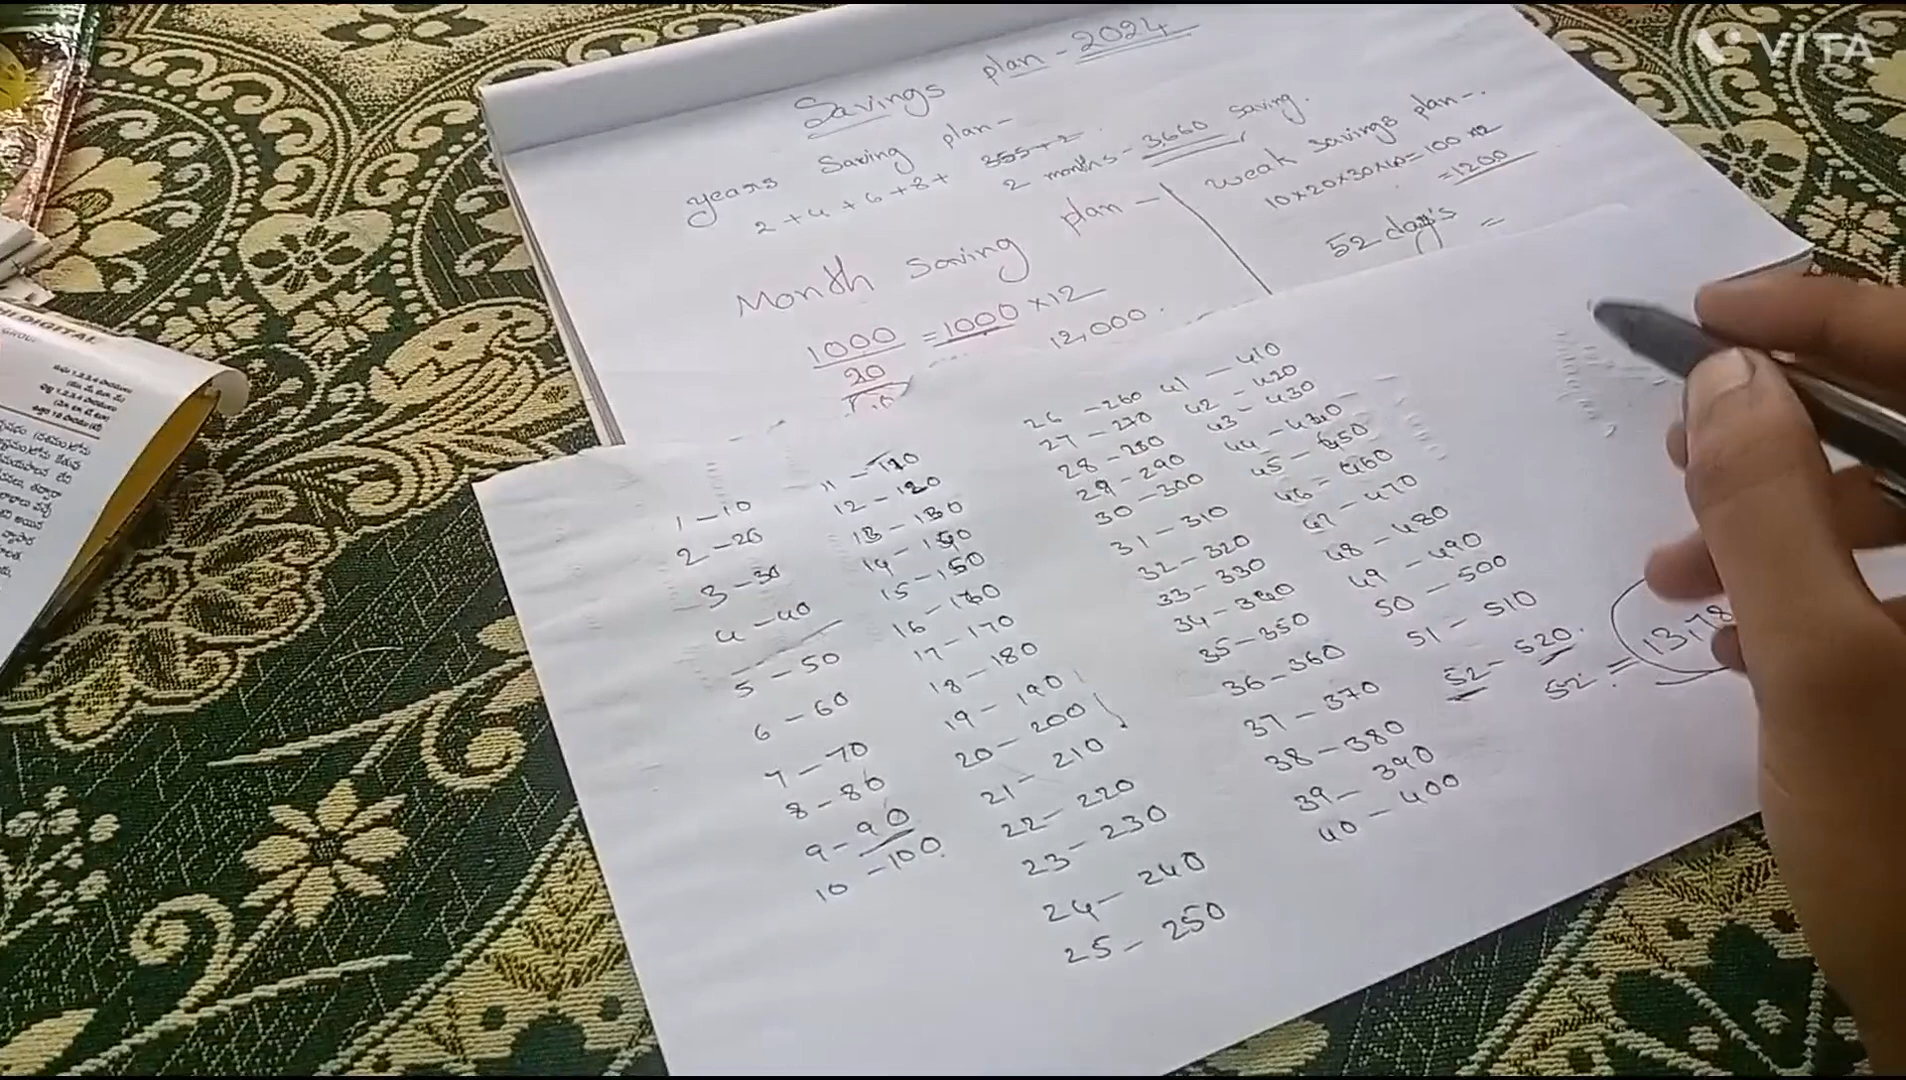 VITA
Savings plan - 2024
years Saving plan -
2 + 4 + 6 + 8 + 355+2
2 months - 3660 saving.
Month Saving plan -
1000 = 1000 x12
20
12,000.
weak savings plan -.
10x20x30x40=100x12
=1200
52 day's =
1 - 10
2 - 20
3 - 30
4 - 40
5 - 50
6 - 60
7 - 70
8 - 80
9 - 90
10 - 100
11 - 110
12 - 120
13 - 130
14 - 140
15 - 150
16 - 160
17 - 170
18 - 180
19 - 190
20 - 200
21 - 210
22 - 220
23 - 230
24 - 240
25 - 250
26 - 260
27 - 270
28 - 280
29 - 290
30 - 300
31 - 310
32 - 320
33 - 330
34 - 340
35 - 350
36 - 360
37 - 370
38 - 380
39 - 390
40 - 400
41 - 410
42 - 420
43 - 430
44 - 440
45 - 450
46 = 460
47 - 470
48 - 480
49 - 490
50 - 500
51 - 510
52 - 520.
52 = 13,78